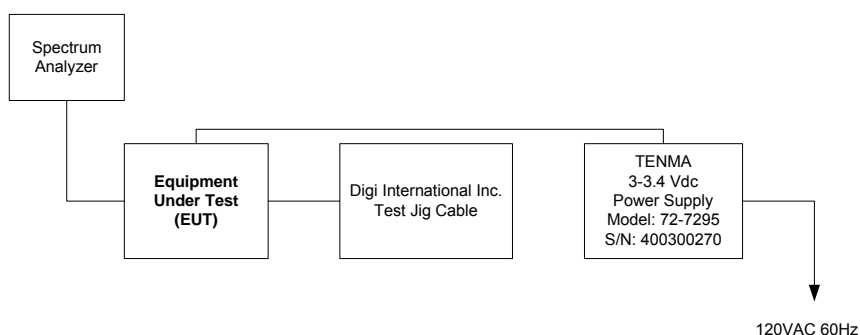 Spectrum
Analyzer
Equipment
Under Test
(EUT)
Digi International Inc.
Test Jig Cable
TENMA
3-3.4 Vdc
Power Supply
Model: 72-7295
S/N: 400300270
120VAC 60Hz